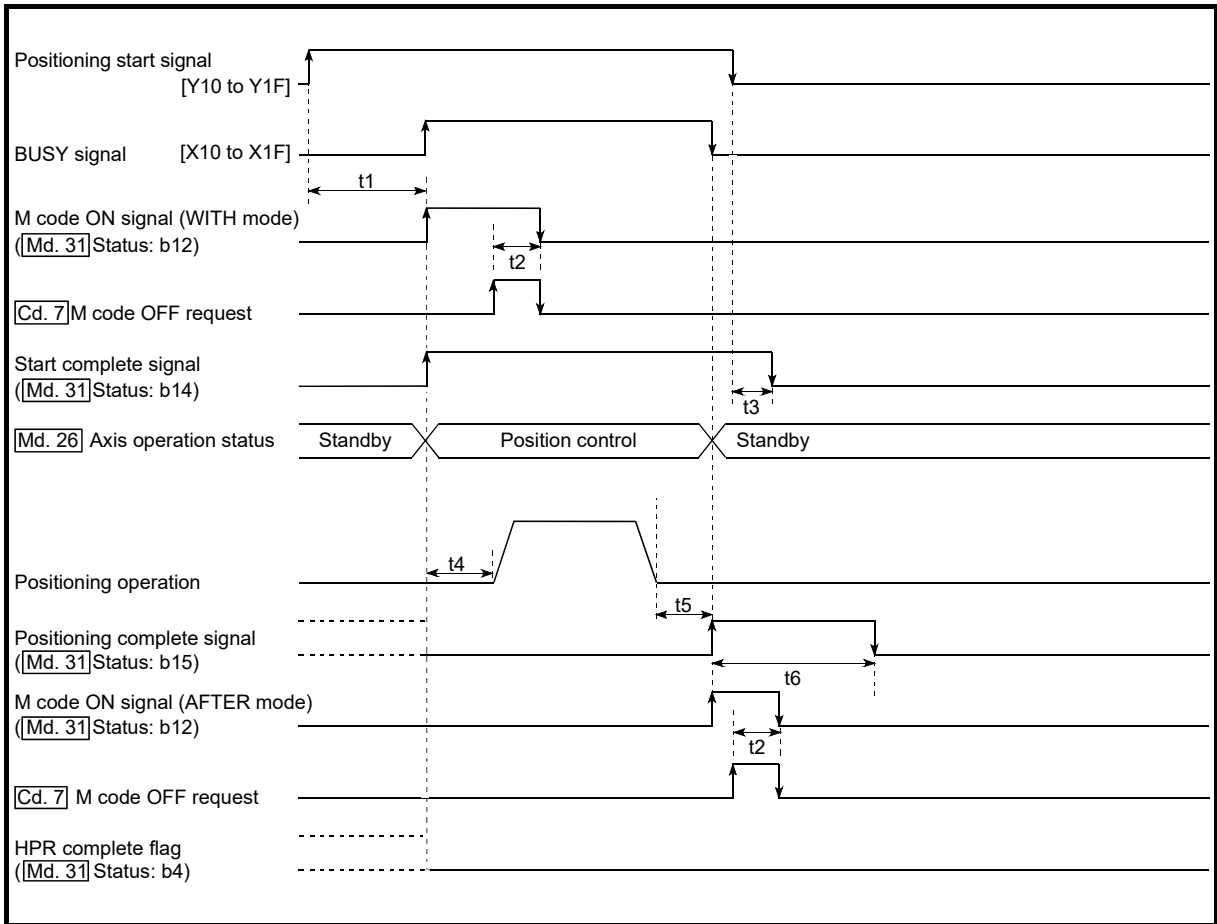 Positioning start signal
[Y10 to Y1F]
BUSY signal [X10 to X1F]
t1
M code ON signal (WITH mode)
(Md. 31 Status: b12)
t2
Cd. 7 M code OFF request
Start complete signal
(Md. 31 Status: b14)
t3
Md. 26 Axis operation status Standby Position control Standby
t4
Positioning operation
t5
Positioning complete signal
(Md. 31 Status: b15)
t6
M code ON signal (AFTER mode)
(Md. 31 Status: b12)
t2
Cd. 7 M code OFF request
HPR complete flag
(Md. 31 Status: b4)